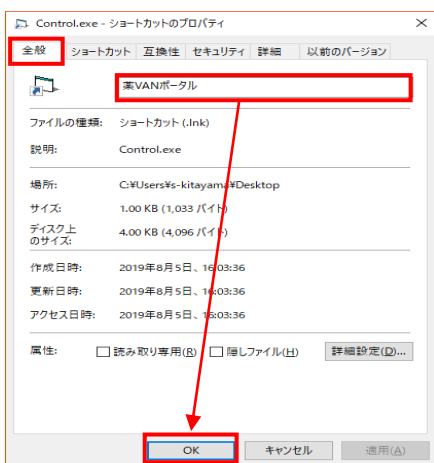 Control.exe - ショートカットのプロパティ
全般 ショートカット 互換性 セキュリティ 詳細 以前のバージョン
薬VANポータル
ファイルの種類: ショートカット (.lnk)
説明: Control.exe
場所: C:¥Users¥s-kitayama¥Desktop
サイズ: 1.00 KB (1,033 バイト)
ディスク上
のサイズ: 4.00 KB (4,096 バイト)
作成日時: 2019年8月5日、16:03:36
更新日時: 2019年8月5日、16:03:36
アクセス日時: 2019年8月5日、16:03:36
属性: 読み取り専用(R) 隠しファイル(H) 詳細設定(D)...
OK キャンセル 適用(A)